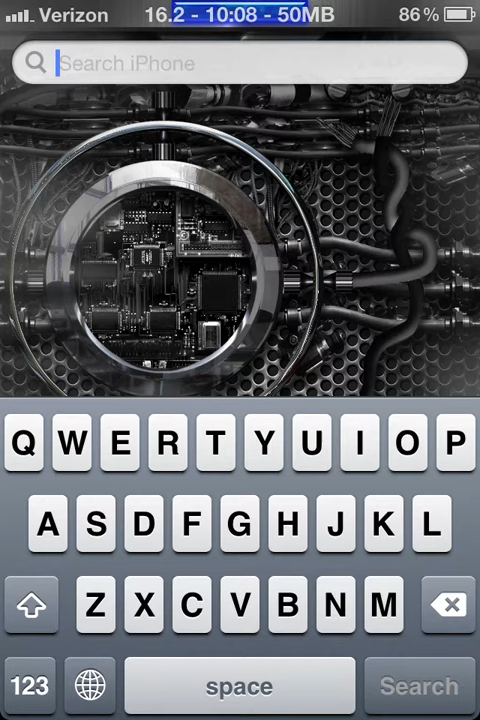 Verizon 16.2 - 10:08 - 50MB 86%
Search iPhone
Q W E R T Y U I O P
A S D F G H J K L
Z X C V B N M
123 space Search